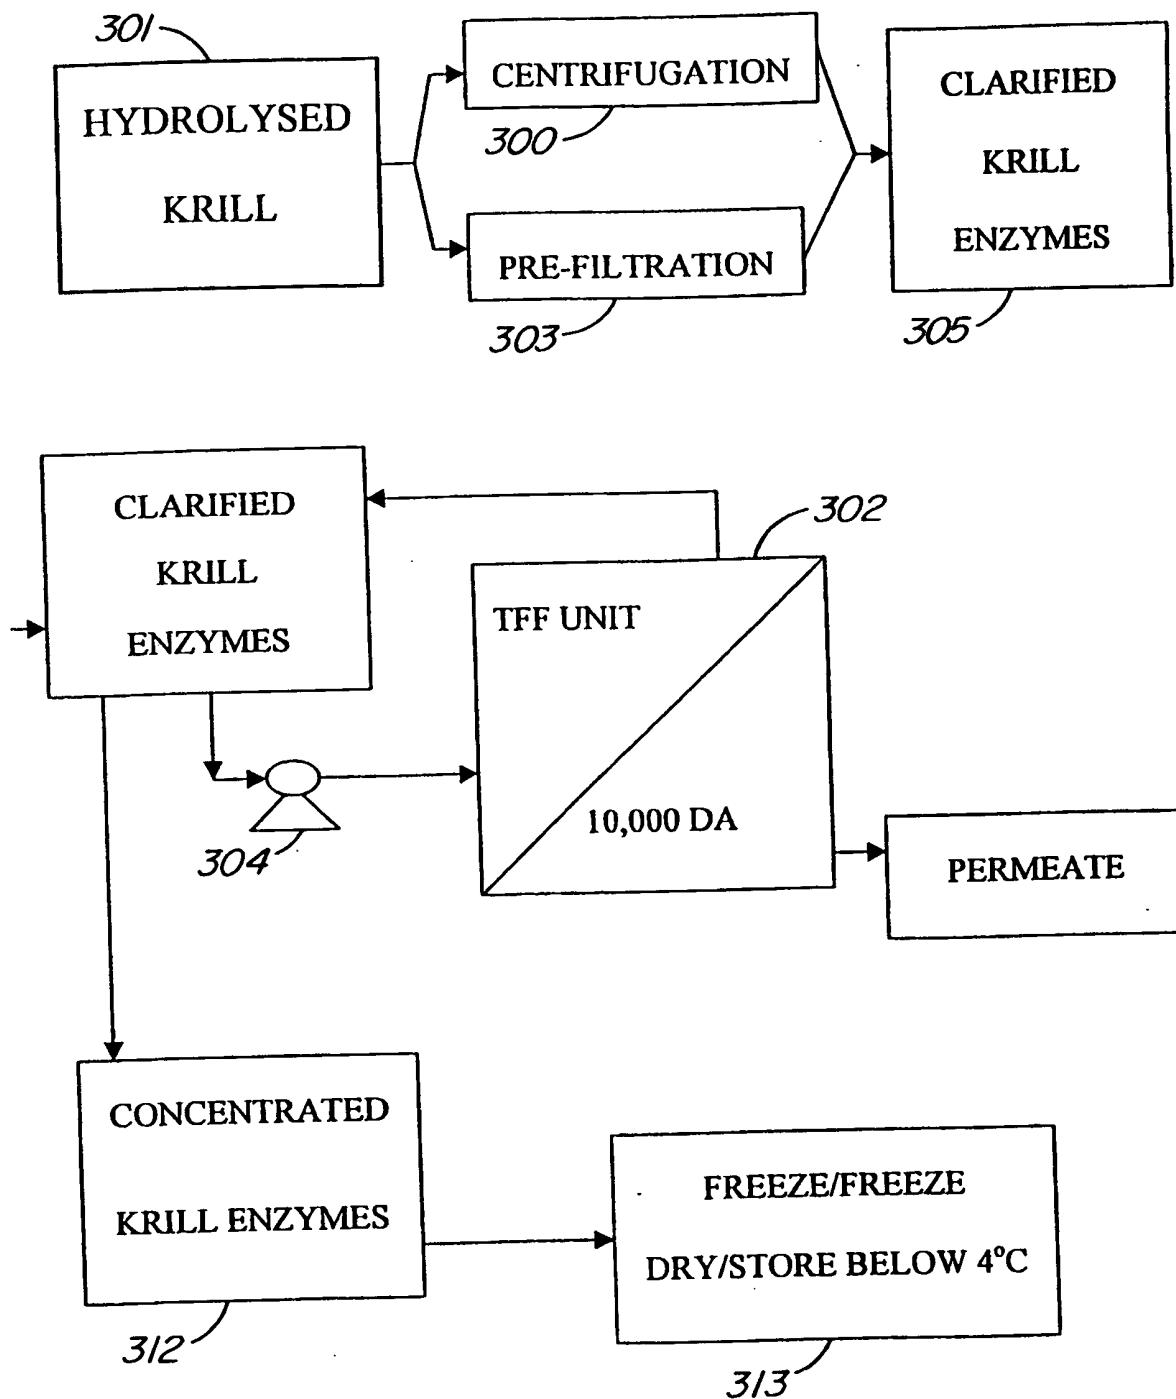 301
HYDROLYSED
KRILL
CENTRIFUGATION
300
PRE-FILTRATION
303
CLARIFIED
KRILL
ENZYMES
305
CLARIFIED
KRILL
ENZYMES
302
TFF UNIT
10,000 DA
304
PERMEATE
CONCENTRATED
KRILL ENZYMES
312
FREEZE/FREEZE
DRY/STORE BELOW 4°C
313